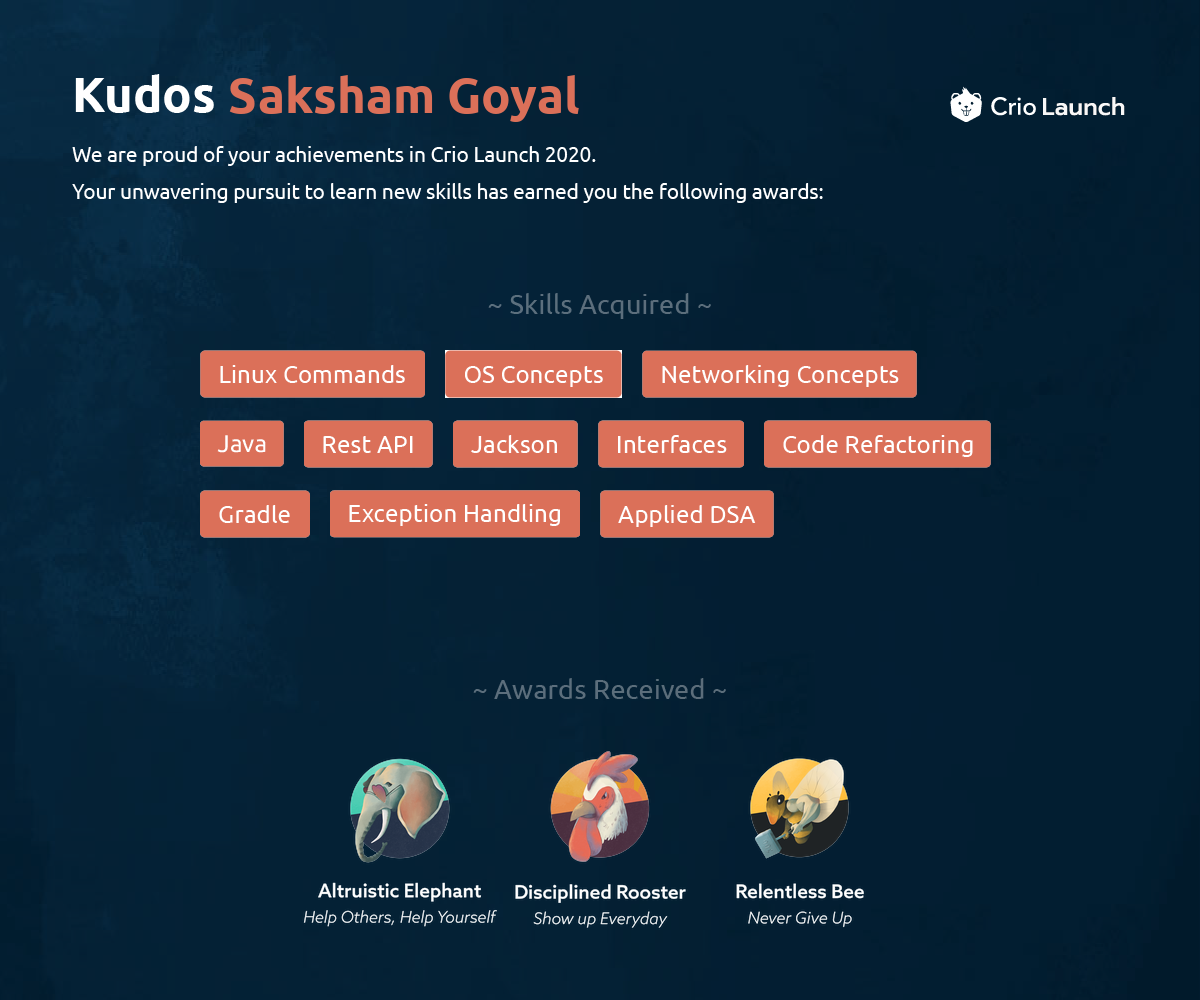 Kudos Saksham Goyal
Crio Launch
We are proud of your achievements in Crio Launch 2020.
Your unwavering pursuit to learn new skills has earned you the following awards:
~ Skills Acquired ~
Linux Commands OS Concepts Networking Concepts
Java Rest API Jackson Interfaces Code Refactoring
Gradle Exception Handling Applied DSA
~ Awards Received ~
Altruistic Elephant Disciplined Rooster Relentless Bee
Help Others, Help Yourself Show up Everyday Never Give Up